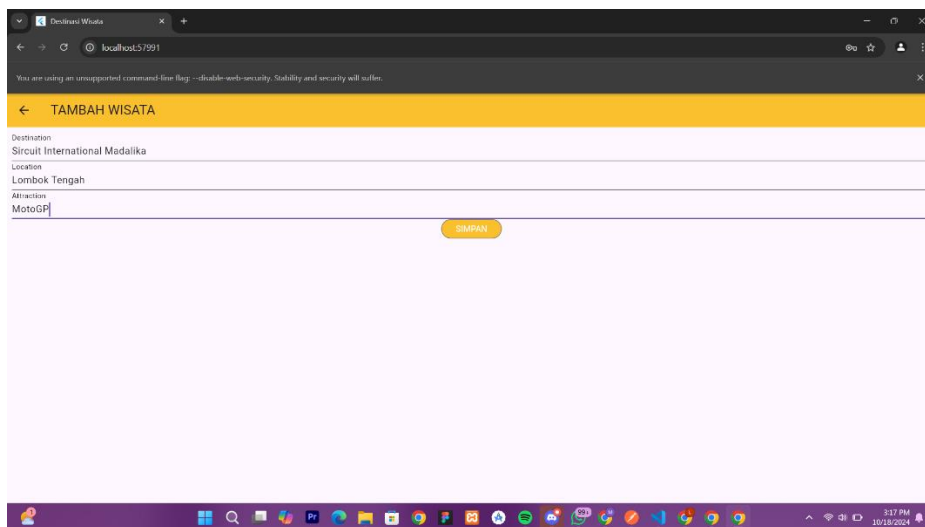 Destinasi Wisata
localhost:57991
You are using an unsupported command-line flag: --disable-web-security. Stability and security will suffer.
TAMBAH WISATA
Destination
Sircuit International Madalika
Location
Lombok Tengah
Attraction
MotoGP
SIMPAN
Pr
99+
3:17 PM
10/18/2024